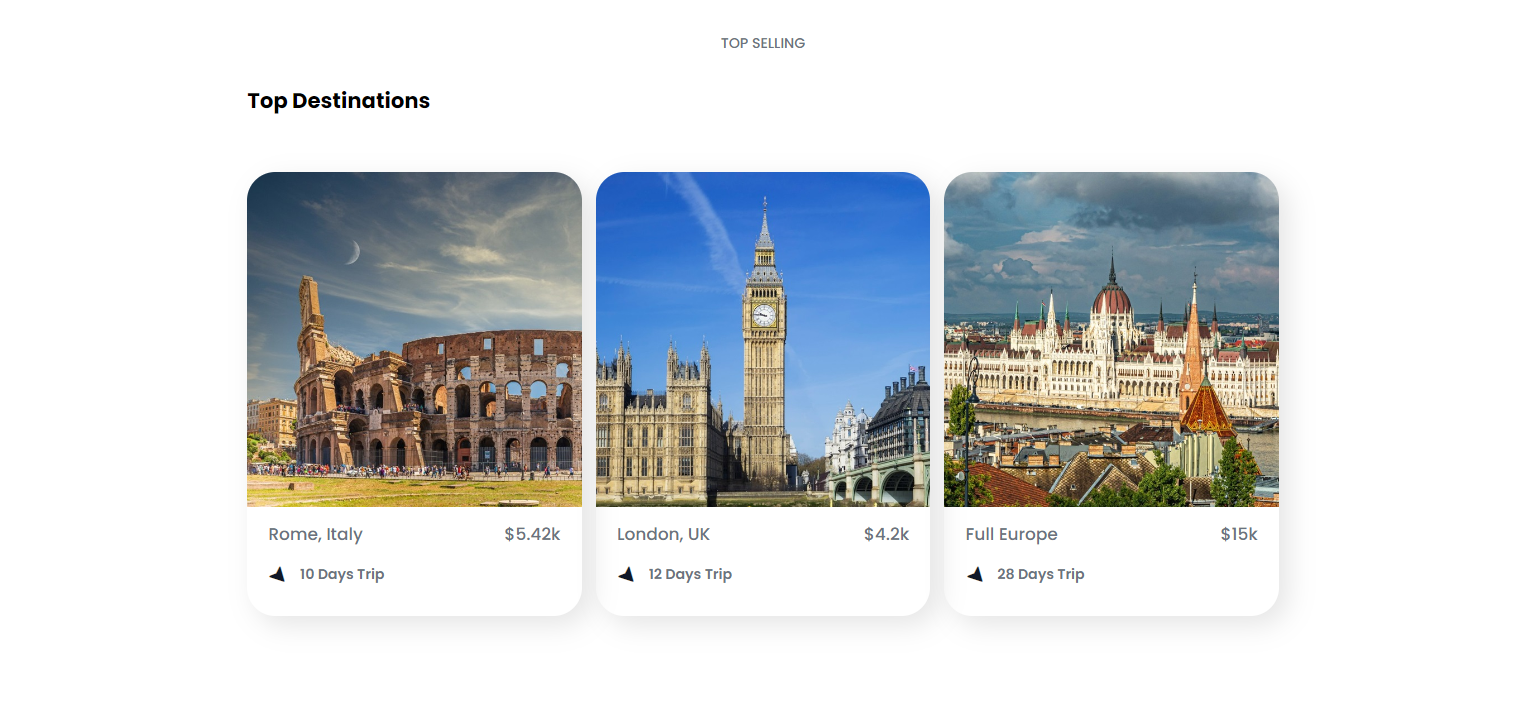 TOP SELLING
Top Destinations
Rome, Italy $5.42k
10 Days Trip
London, UK $4.2k
12 Days Trip
Full Europe $15k
28 Days Trip